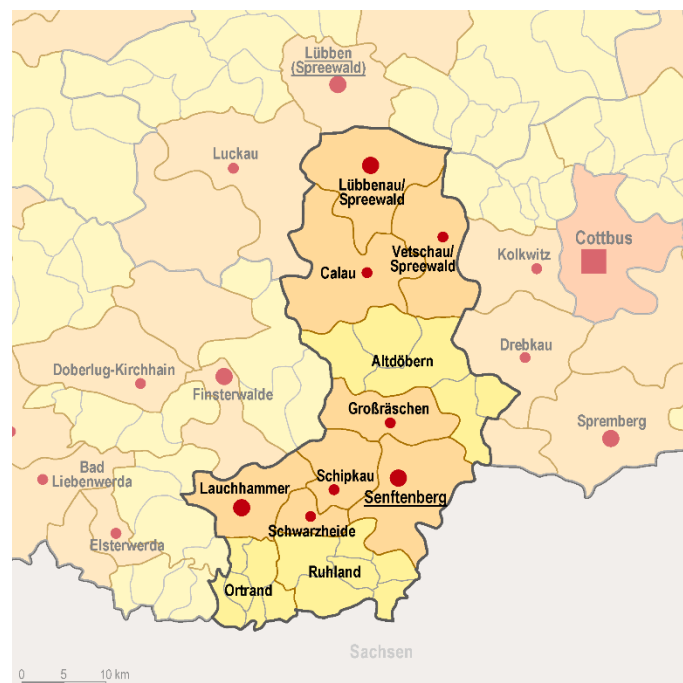 Lübben
(Spreewald)
Luckau
Lübbenau/
Spreewald
Cottbus
Vetschau/
Spreewald
Kolkwitz
Calau
Drebkau
Altdöbern
Doberlug-Kirchhain
Finsterwalde
Großräschen
Spremberg
Bad
Liebenwerda
Schipkau
Lauchhammer
Senftenberg
Schwarzheide
Elsterwerda
Ruhland
Ortrand
Sachsen
0 5 10 km